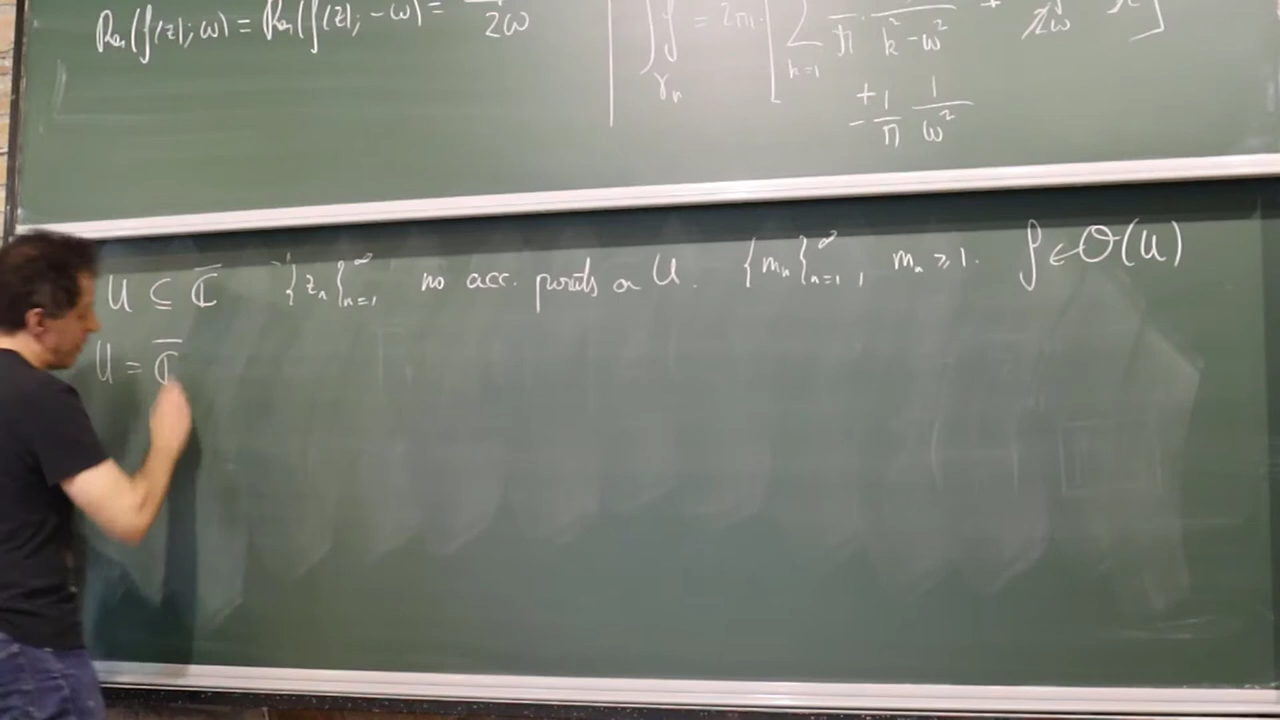 Res(f(z); ω) = Res(f(z); -ω) = 2ω
∫ f = 2πi [ ∑ k=1 1/π · k² - ω² + 2ω ]
γn
+ 1/π 1/ω²
U ⊆ ℂ̅ {zₙ}ₙ₌₁^∞ no acc. points on U. {mₙ}ₙ₌₁^∞, mₙ ≥ 1. f ∈ O(U)
U = ℂ̅